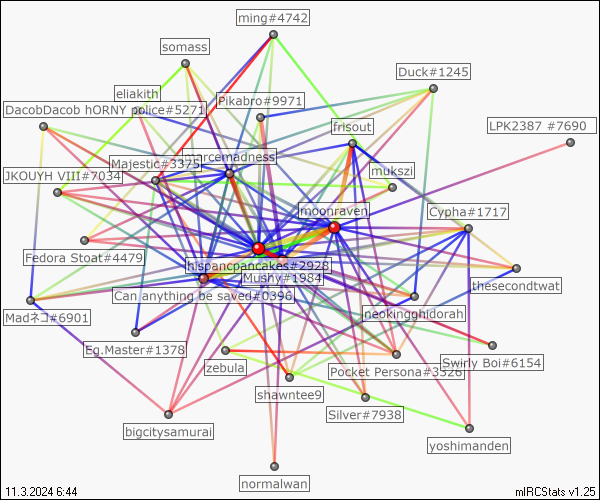 ming#4742
somass
Duck#1245
eliakith
Pikabro#9971
DacobDacob hORNY police#5271
LPK2387 #7690
frisout
Majestic#3375
arcemadness
mukszi
JKOUYH VIII#7034
moonraven
Cypha#1717
Fedora Stoat#4479
hispancpancakes#2928
Mushy#1984
thesecondtwat
Can anything be saved#0396
Madネコ#6901
neokingghidorah
Eg.Master#1378
zebula
Pocket Persona#3326
Swirly Boi#6154
shawntee9
Silver#7938
bigcitysamurai
yoshimanden
normalwan
11.3.2024 6:44
mIRCStats v1.25